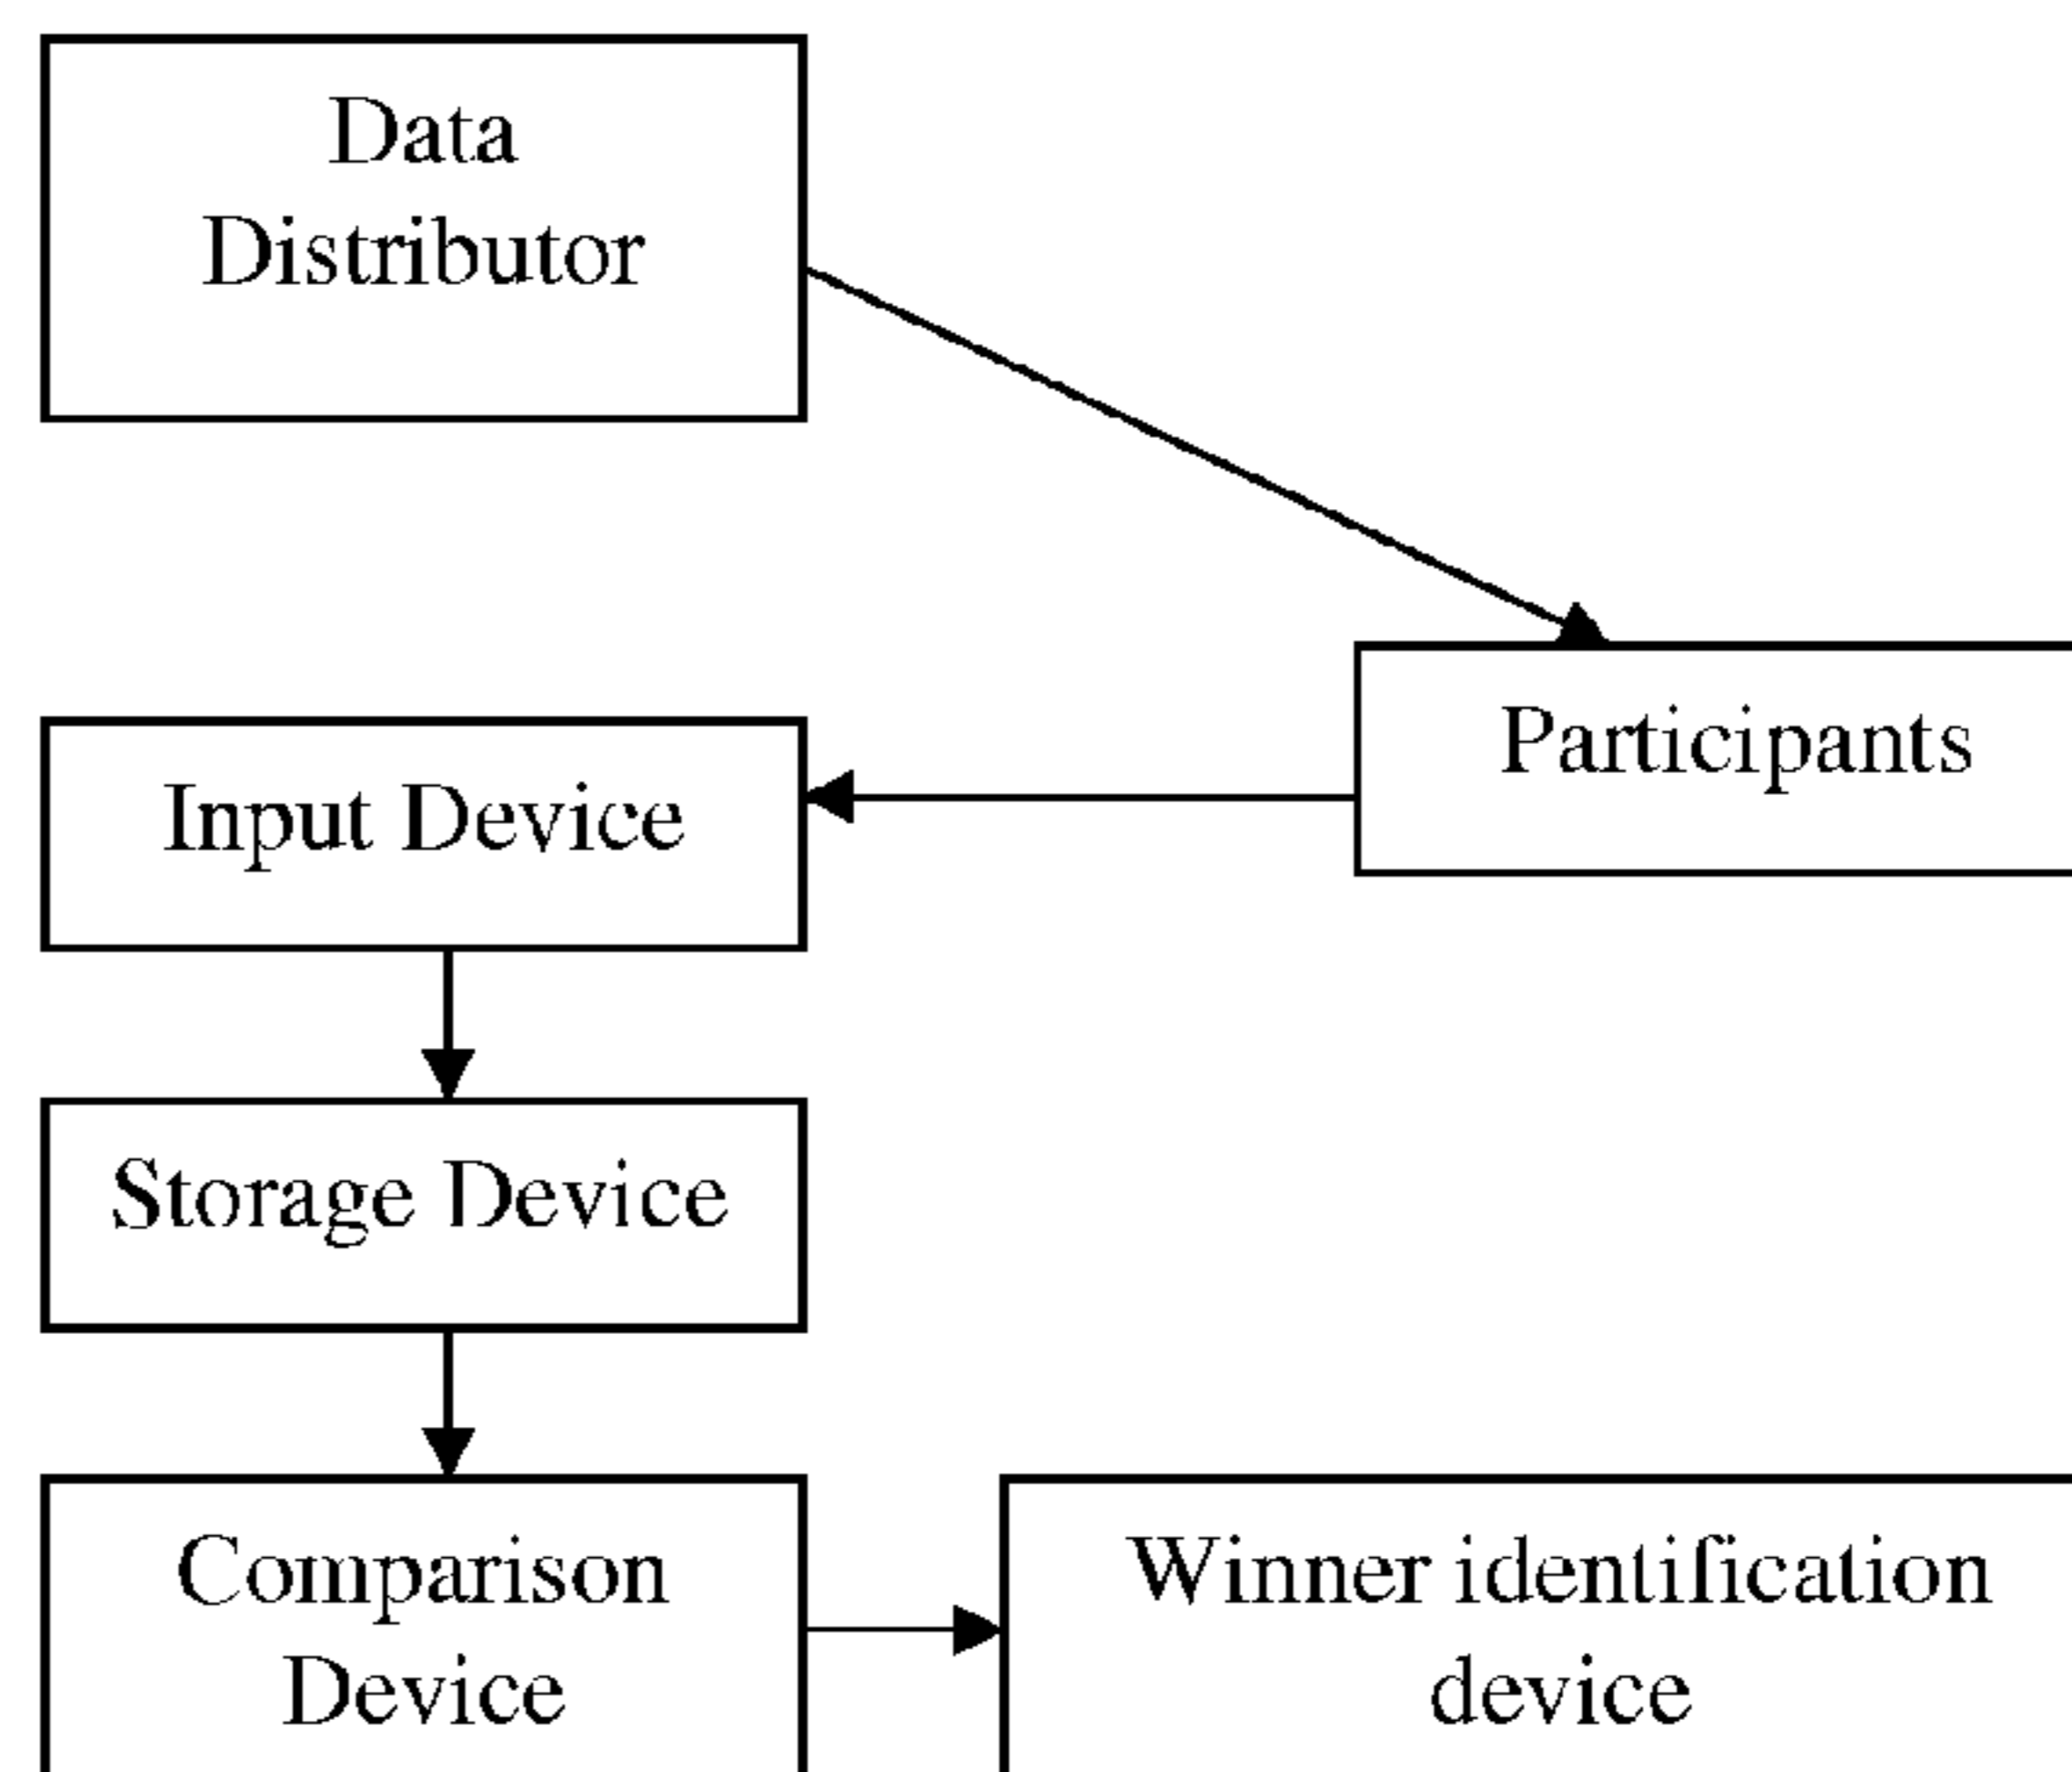 Data
Distributor
Participants
Input Device
Storage Device
Comparison
Device
Winner identification
device